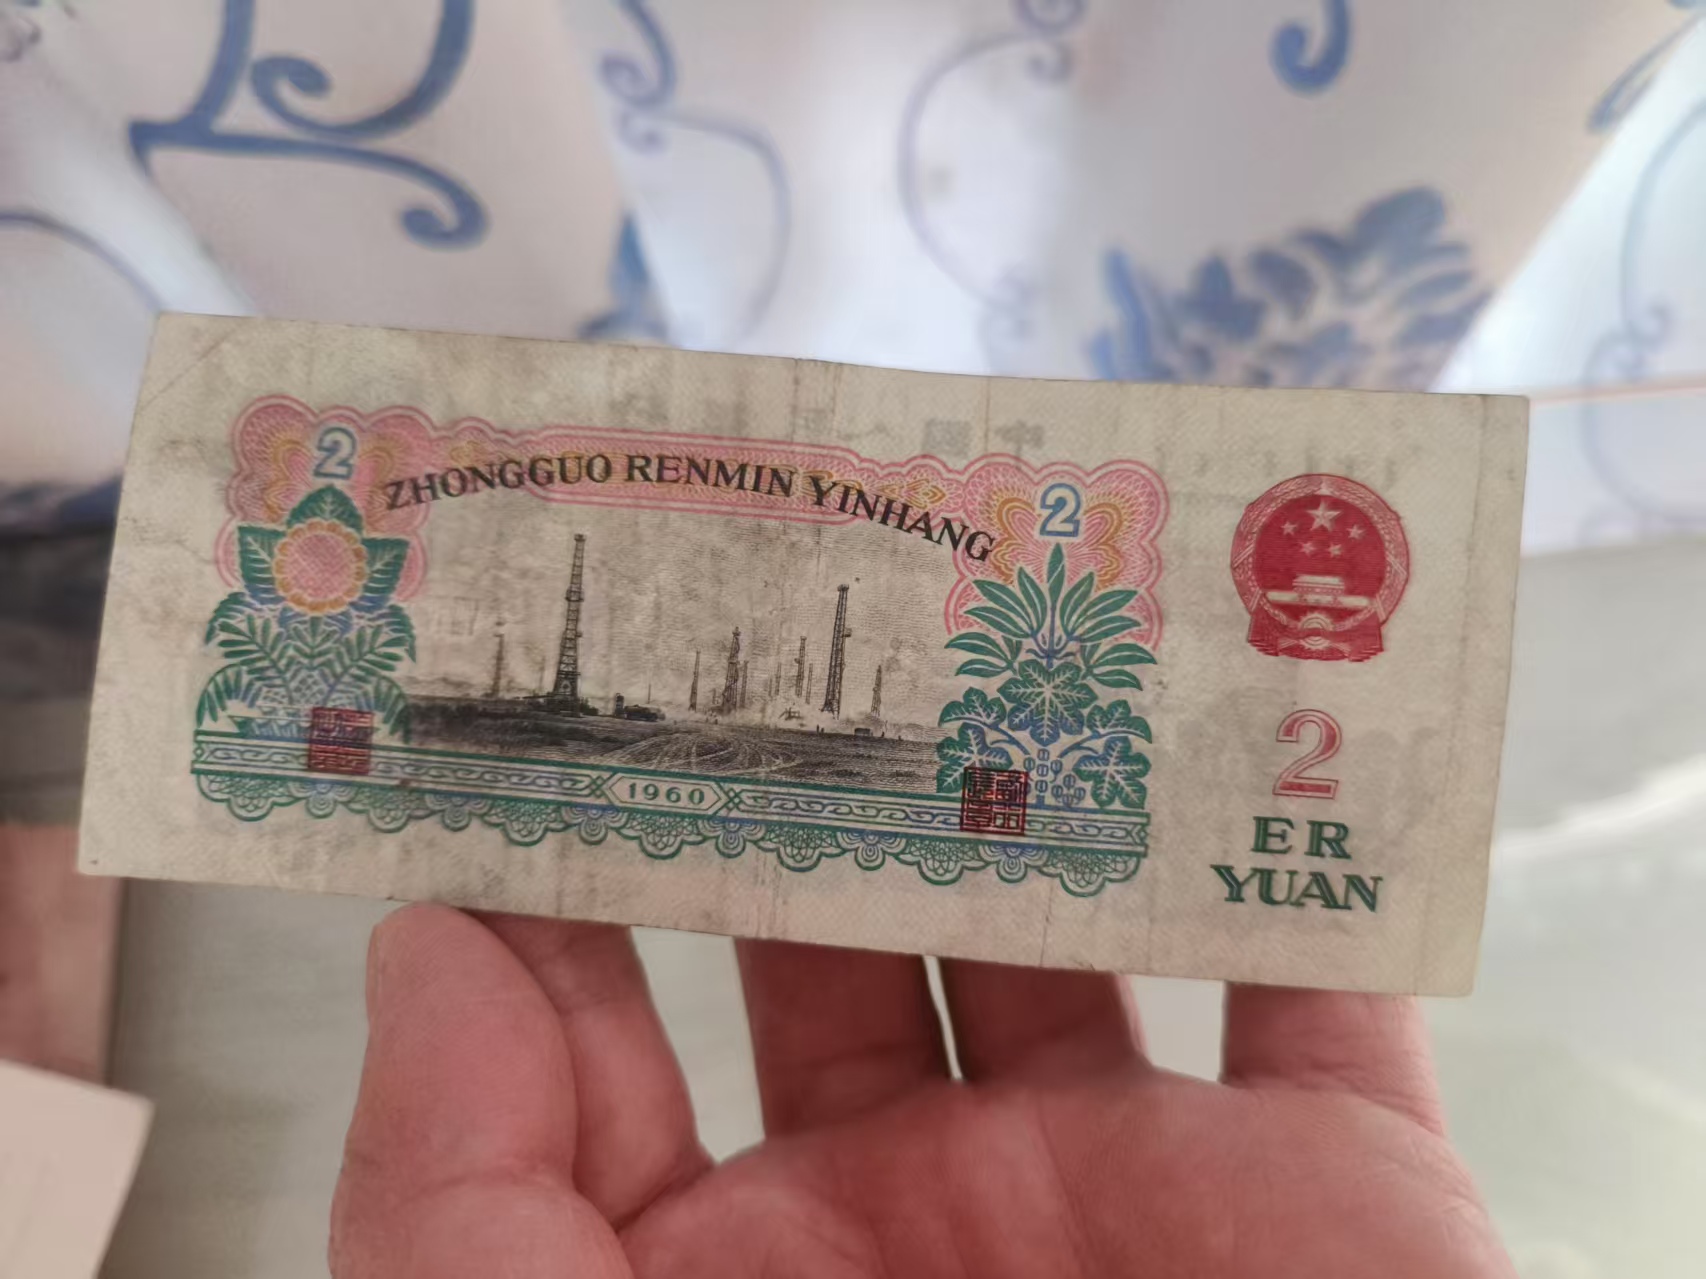 2
2
ZHONGGUO RENMIN YINHANG
1960
2
ER
YUAN